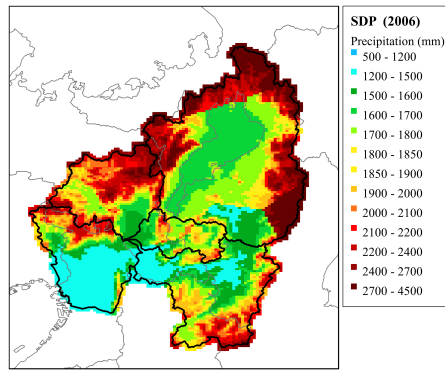 SDP (2006)
Precipitation (mm)
500 - 1200
1200 - 1500
1500 - 1600
1600 - 1700
1700 - 1800
1800 - 1850
1850 - 1900
1900 - 2000
2000 - 2100
2100 - 2200
2200 - 2400
2400 - 2700
2700 - 4500